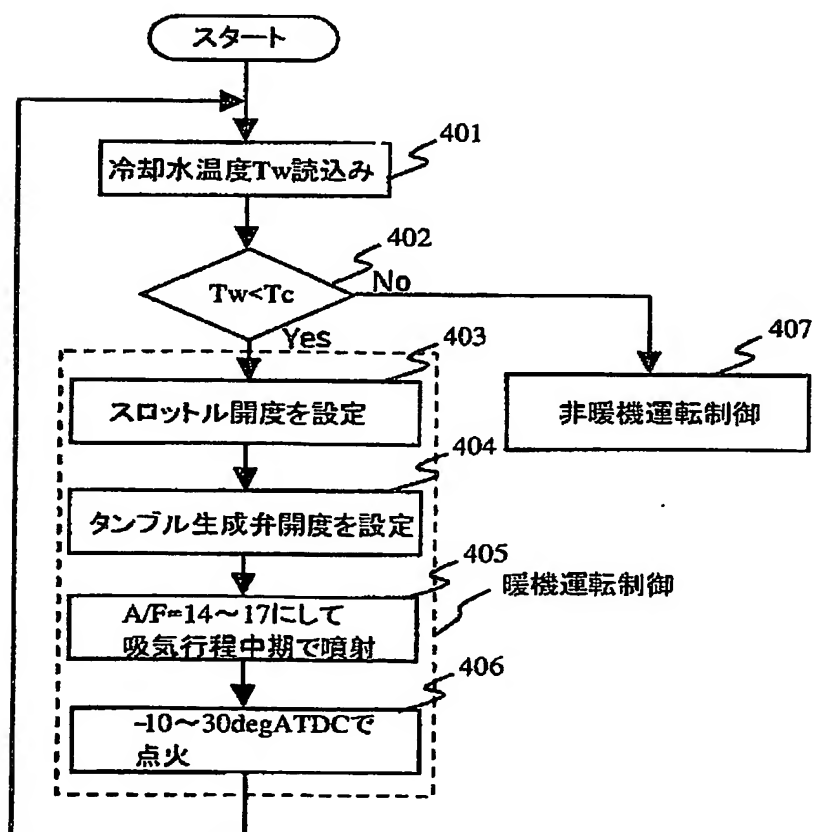 スタート
401
冷却水温度Tw読込み
402
Tw<Tc
No
Yes
403
407
スロットル開度を設定
非暖機運転制御
404
タンブル生成弁開度を設定
405
暖機運転制御
A/F=14～17にして
吸気行程中期で噴射
406
-10～30degATDCで
点火